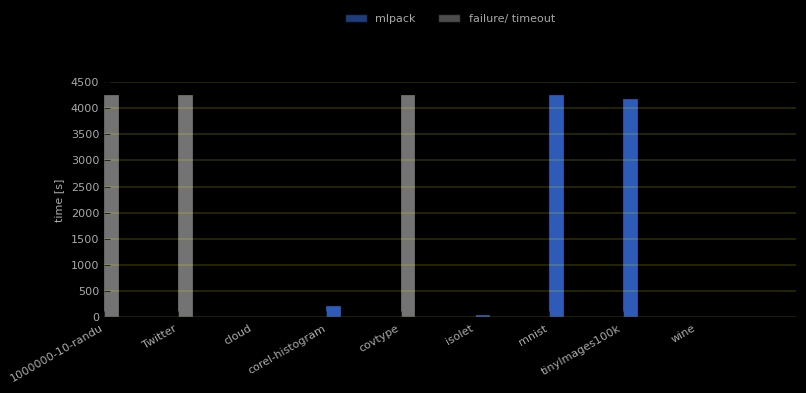 mlpack
failure/ timeout
4500
4000
3500
3000
2500
2000
1500
1000
500
0
time [s]
1000000-10-randu
Twitter
cloud
corel-histogram
covtype
isolet
mnist
tinyImages100k
wine